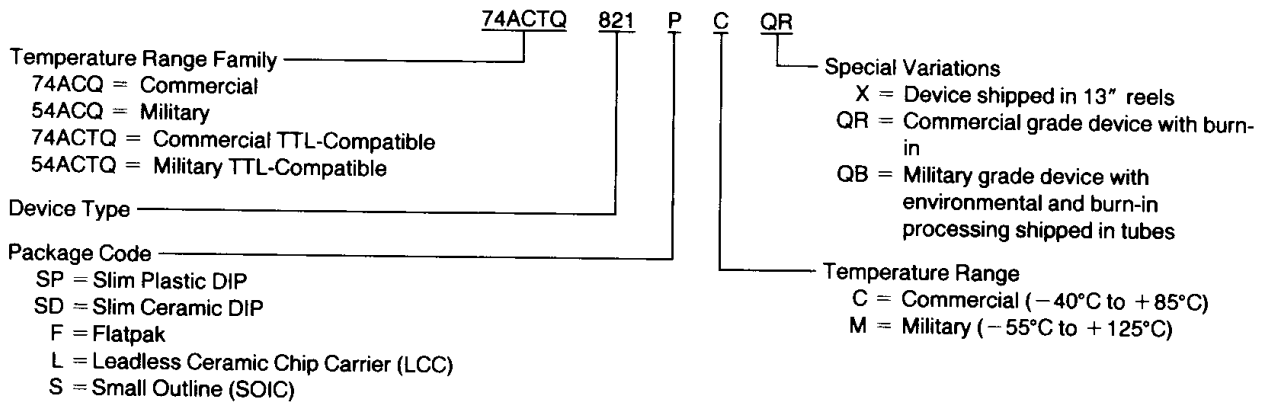 74ACTQ 821 P C QR
Temperature Range Family
74ACQ = Commercial
54ACQ = Military
74ACTQ = Commercial TTL-Compatible
54ACTQ = Military TTL-Compatible
Device Type
Package Code
SP = Slim Plastic DIP
SD = Slim Ceramic DIP
F = Flatpak
L = Leadless Ceramic Chip Carrier (LCC)
S = Small Outline (SOIC)
Special Variations
X = Device shipped in 13" reels
QR = Commercial grade device with burn-
in
QB = Military grade device with
environmental and burn-in
processing shipped in tubes
Temperature Range
C = Commercial (−40°C to +85°C)
M = Military (−55°C to +125°C)